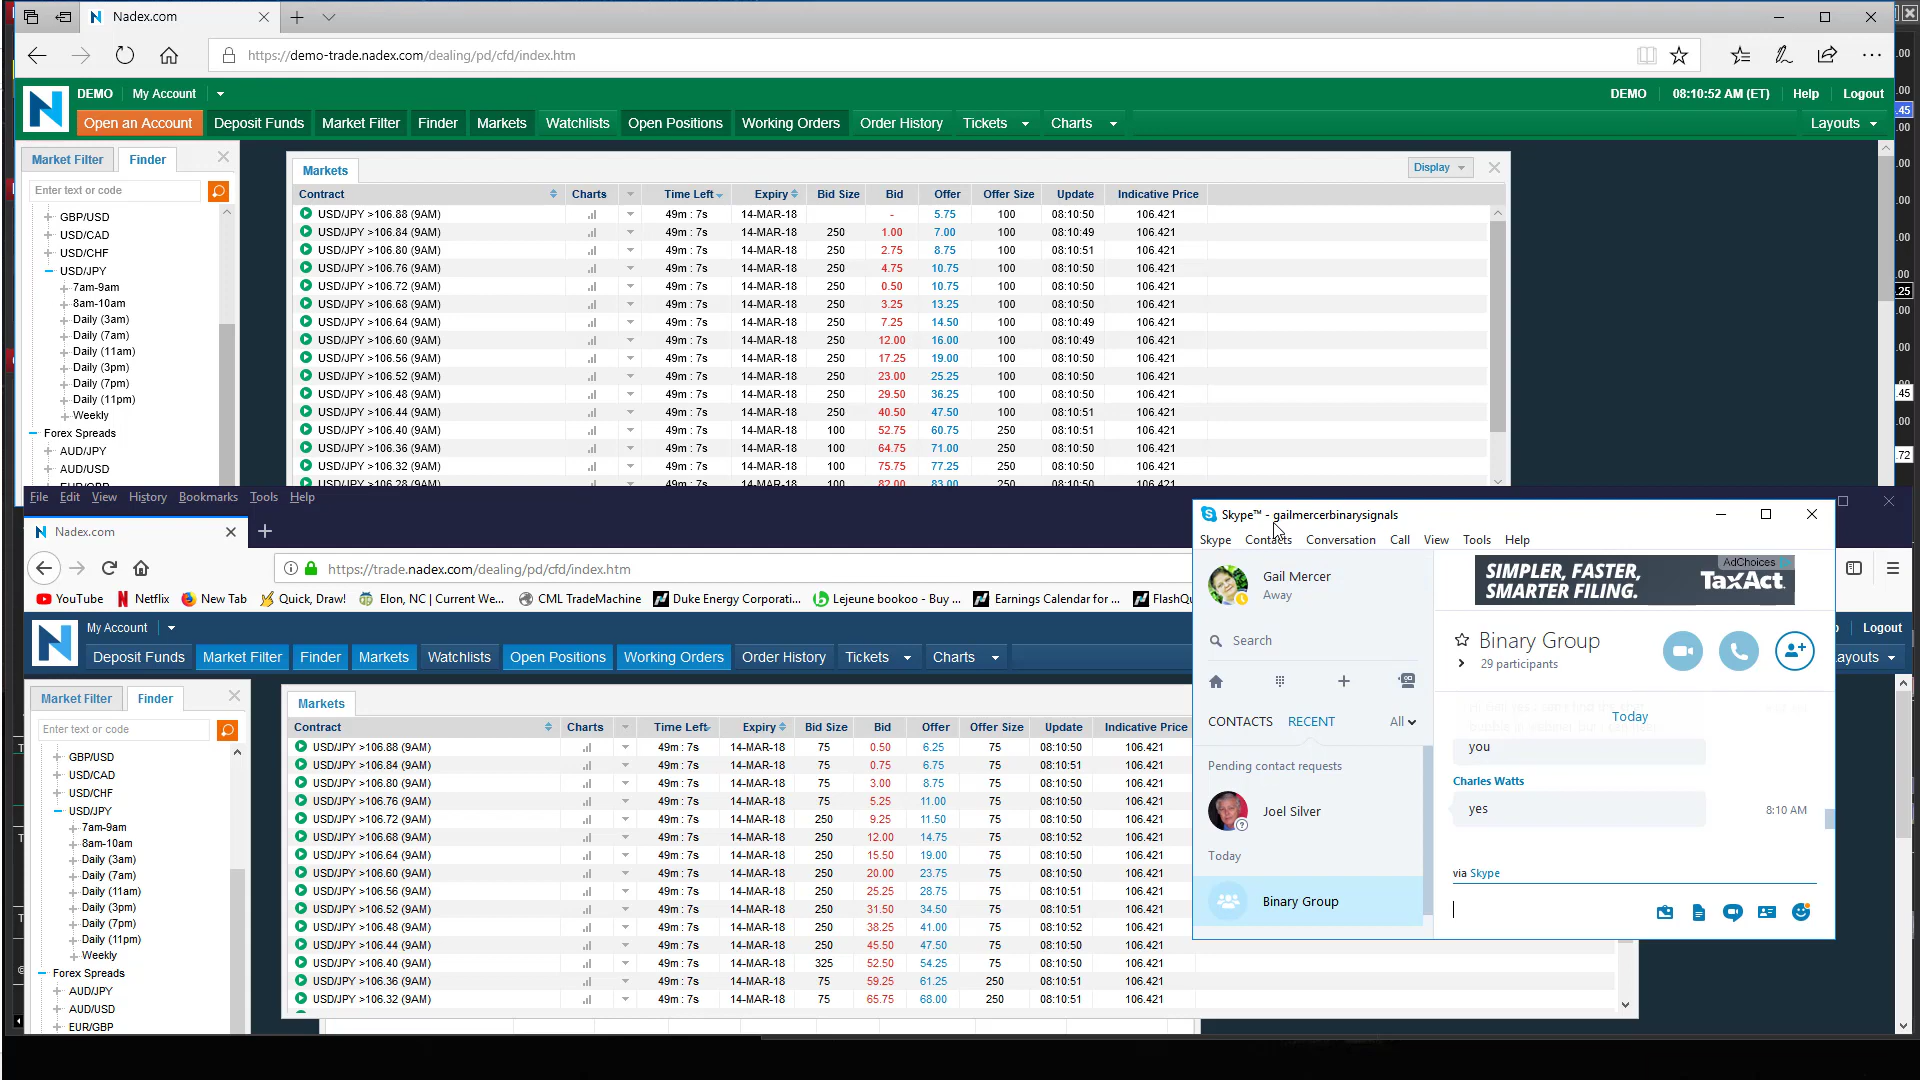 Nadex.com
https://demo-trade.nadex.com/dealing/pd/cfd/index.htm
DEMO My Account DEMO 08:10:52 AM (ET) Help Logout
Open an Account Deposit Funds Market Filter Finder Markets Watchlists Open Positions Working Orders Order History Tickets Charts Layouts
Market Filter Finder
Enter text or code
GBP/USD
USD/CAD
USD/CHF
USD/JPY
7am-9am
8am-10am
Daily (3am)
Daily (7am)
Daily (11am)
Daily (3pm)
Daily (7pm)
Daily (11pm)
Weekly
Forex Spreads
AUD/JPY
AUD/USD
Markets Display
Contract Charts Time Left Expiry Bid Size Bid Offer Offer Size Update Indicative Price
USD/JPY >106.88 (9AM) 49m : 7s 14-MAR-18 - 5.75 100 08:10:50 106.421
USD/JPY >106.84 (9AM) 49m : 7s 14-MAR-18 250 1.00 7.00 100 08:10:49 106.421
USD/JPY >106.80 (9AM) 49m : 7s 14-MAR-18 250 2.75 8.75 100 08:10:51 106.421
USD/JPY >106.76 (9AM) 49m : 7s 14-MAR-18 250 4.75 10.75 100 08:10:50 106.421
USD/JPY >106.72 (9AM) 49m : 7s 14-MAR-18 250 0.50 10.75 100 08:10:50 106.421
USD/JPY >106.68 (9AM) 49m : 7s 14-MAR-18 250 3.25 13.25 100 08:10:50 106.421
USD/JPY >106.64 (9AM) 49m : 7s 14-MAR-18 250 7.25 14.50 100 08:10:49 106.421
USD/JPY >106.60 (9AM) 49m : 7s 14-MAR-18 250 12.00 16.00 100 08:10:49 106.421
USD/JPY >106.56 (9AM) 49m : 7s 14-MAR-18 250 17.25 19.00 100 08:10:50 106.421
USD/JPY >106.52 (9AM) 49m : 7s 14-MAR-18 250 23.00 25.25 100 08:10:50 106.421
USD/JPY >106.48 (9AM) 49m : 7s 14-MAR-18 250 29.50 36.25 100 08:10:50 106.421
USD/JPY >106.44 (9AM) 49m : 7s 14-MAR-18 250 40.50 47.50 100 08:10:51 106.421
USD/JPY >106.40 (9AM) 49m : 7s 14-MAR-18 100 52.75 60.75 250 08:10:51 106.421
USD/JPY >106.36 (9AM) 49m : 7s 14-MAR-18 100 64.75 71.00 250 08:10:50 106.421
USD/JPY >106.32 (9AM) 49m : 7s 14-MAR-18 100 75.75 77.25 250 08:10:50 106.421
File Edit View History Bookmarks Tools Help
Nadex.com
https://trade.nadex.com/dealing/pd/cfd/index.htm
YouTube Netflix New Tab Quick, Draw! Elon, NC | Current We... CML TradeMachine Duke Energy Corporati... Lejeune bookoo - Buy ... Earnings Calendar for ... FlashQ
My Account Logout
Deposit Funds Market Filter Finder Markets Watchlists Open Positions Working Orders Order History Tickets Charts ayouts
Market Filter Finder
Enter text or code
GBP/USD
USD/CAD
USD/CHF
USD/JPY
7am-9am
8am-10am
Daily (3am)
Daily (7am)
Daily (11am)
Daily (3pm)
Daily (7pm)
Daily (11pm)
Weekly
Forex Spreads
AUD/JPY
AUD/USD
EUR/GBP
Markets
Contract Charts Time Left Expiry Bid Size Bid Offer Offer Size Update Indicative Price
USD/JPY >106.88 (9AM) 49m : 7s 14-MAR-18 75 0.50 6.25 75 08:10:50 106.421
USD/JPY >106.84 (9AM) 49m : 7s 14-MAR-18 75 0.75 6.75 75 08:10:51 106.421
USD/JPY >106.80 (9AM) 49m : 7s 14-MAR-18 75 3.00 8.75 75 08:10:50 106.421
USD/JPY >106.76 (9AM) 49m : 7s 14-MAR-18 75 5.25 11.00 75 08:10:50 106.421
USD/JPY >106.72 (9AM) 49m : 7s 14-MAR-18 250 9.25 11.50 75 08:10:50 106.421
USD/JPY >106.68 (9AM) 49m : 7s 14-MAR-18 250 12.00 14.75 75 08:10:52 106.421
USD/JPY >106.64 (9AM) 49m : 7s 14-MAR-18 250 15.50 19.00 75 08:10:50 106.421
USD/JPY >106.60 (9AM) 49m : 7s 14-MAR-18 250 20.00 23.75 75 08:10:50 106.421
USD/JPY >106.56 (9AM) 49m : 7s 14-MAR-18 250 25.25 28.75 75 08:10:51 106.421
USD/JPY >106.52 (9AM) 49m : 7s 14-MAR-18 250 31.50 34.50 75 08:10:51 106.421
USD/JPY >106.48 (9AM) 49m : 7s 14-MAR-18 250 38.25 41.00 75 08:10:52 106.421
USD/JPY >106.44 (9AM) 49m : 7s 14-MAR-18 250 45.50 47.50 75 08:10:50 106.421
USD/JPY >106.40 (9AM) 49m : 7s 14-MAR-18 325 52.50 54.25 75 08:10:50 106.421
USD/JPY >106.36 (9AM) 49m : 7s 14-MAR-18 75 59.25 61.25 250 08:10:51 106.421
USD/JPY >106.32 (9AM) 49m : 7s 14-MAR-18 75 65.75 68.00 250 08:10:51 106.421
Skype™ - gailmercerbinarysignals
Skype Contacts Conversation Call View Tools Help
Gail Mercer
Away
Search
CONTACTS RECENT All
Pending contact requests
Joel Silver
Today
Binary Group
AdChoices
SIMPLER, FASTER,
SMARTER FILING.
TaxAct
Binary Group
29 participants
Today
you
Charles Watts
yes 8:10 AM
via Skype